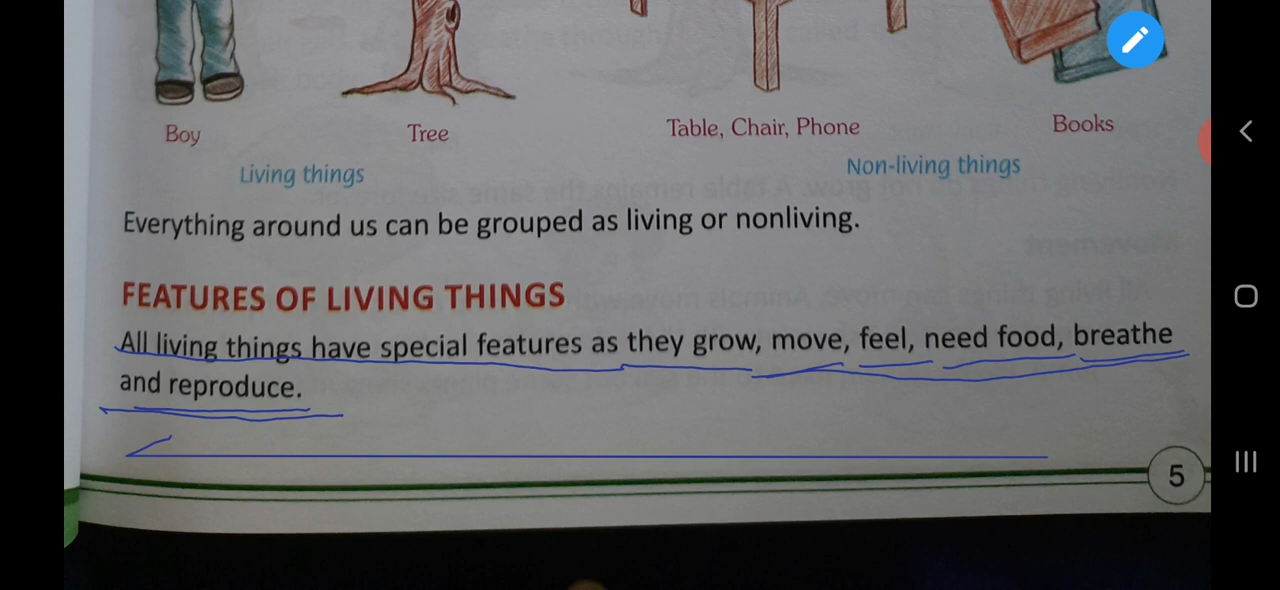 Boy
Tree
Table, Chair, Phone
Books
Living things
Non-living things
Everything around us can be grouped as living or nonliving.
FEATURES OF LIVING THINGS
All living things have special features as they grow, move, feel, need food, breathe
and reproduce.
5